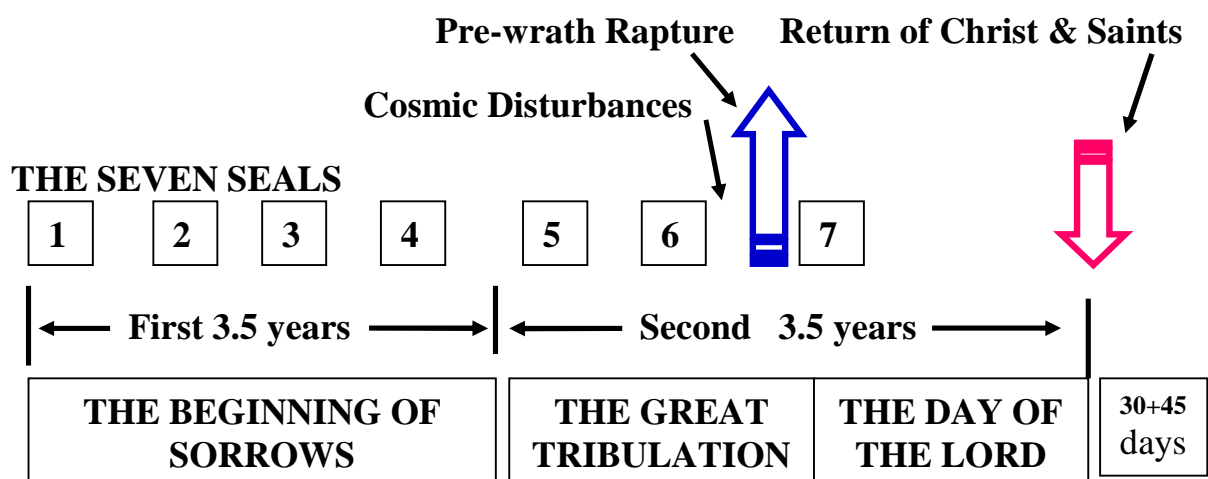 Pre-wrath Rapture
Return of Christ & Saints
Cosmic Disturbances
THE SEVEN SEALS
1 2 3 4 5 6 7
First 3.5 years
Second 3.5 years
THE BEGINNING OF
SORROWS
THE GREAT
TRIBULATION
THE DAY OF
THE LORD
30+45
days